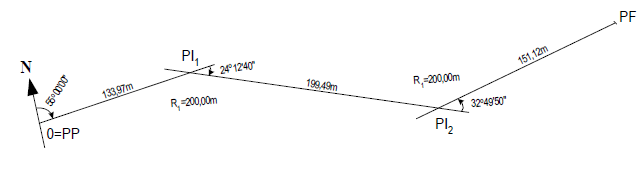 PF
151,12m
PI1
24°12'40"
N
55°00'00"
133,97m
199,49m
R1=200,00m
R1=200,00m
32°49'50"
0=PP
PI2